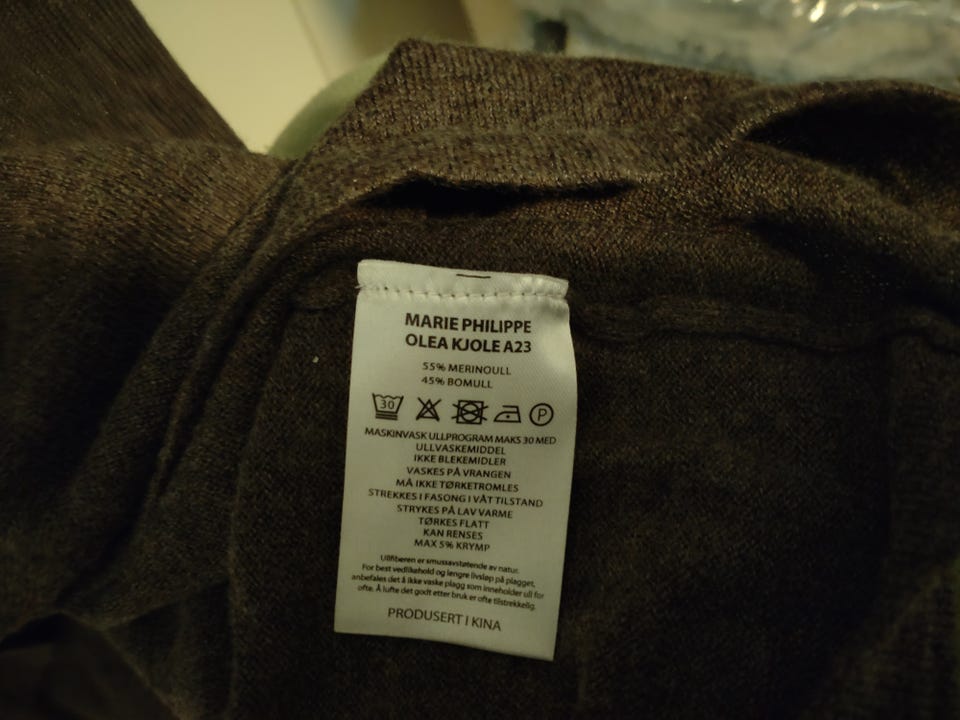 MARIE PHILIPPE
OLEA KJOLE A23
55% MERINOULL
45% BOMULL
30 P
MASKINVASK ULLPROGRAM MAKS 30 MED
ULLVASKEMIDDEL
IKKE BLEKEMIDLER
VASKES PÅ VRANGEN
MÅ IKKE TØRKETROMLES
STREKKES I FASONG I VÅT TILSTAND
STRYKES PÅ LAV VARME
TØRKES FLATT
KAN RENSES
MAX 5% KRYMP
Ullfiberen er smussavstøtende av natur.
For best vedlikehold og lengre livsløp på plagget,
anbefales det å ikke vaske plagg som inneholder ull for
ofte. Å lufte det godt etter bruk er ofte tilstrekkelig.
PRODUSERT I KINA